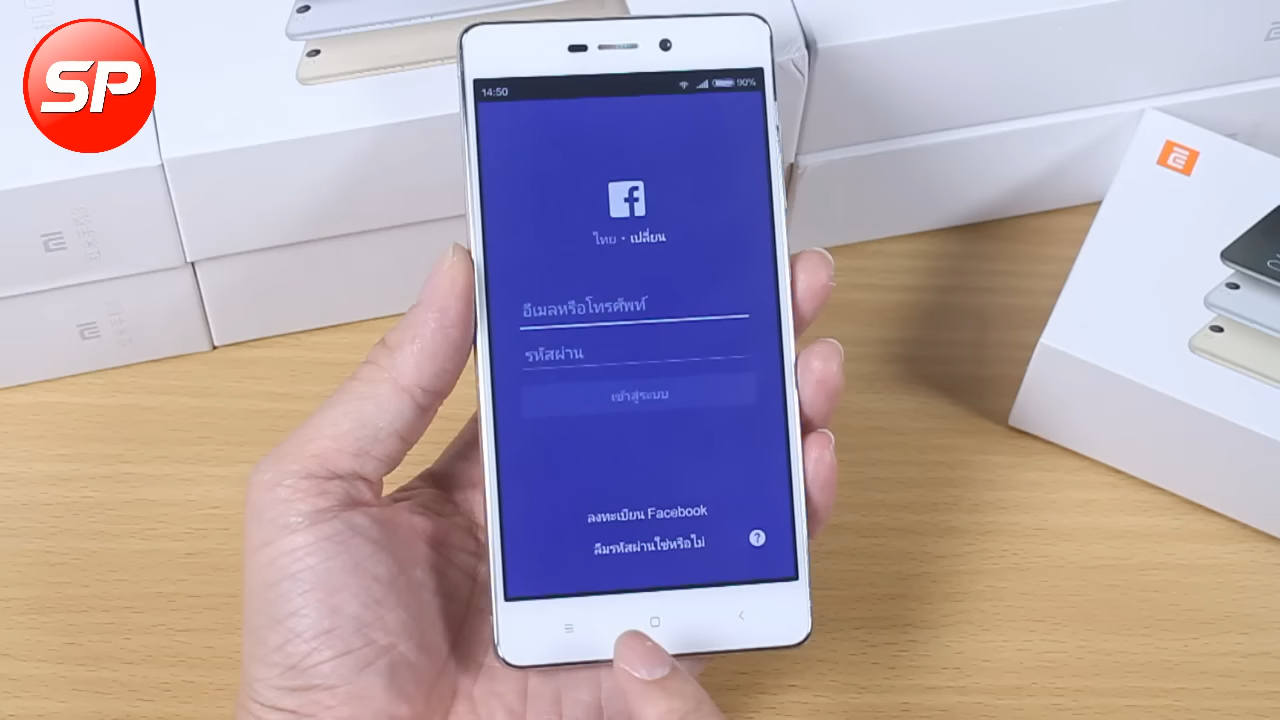 SP
14:50
90%
ไทย • เปลี่ยน
อีเมลหรือโทรศัพท์
รหัสผ่าน
เข้าสู่ระบบ
ลงทะเบียน Facebook
ลืมรหัสผ่านใช่หรือไม่
?